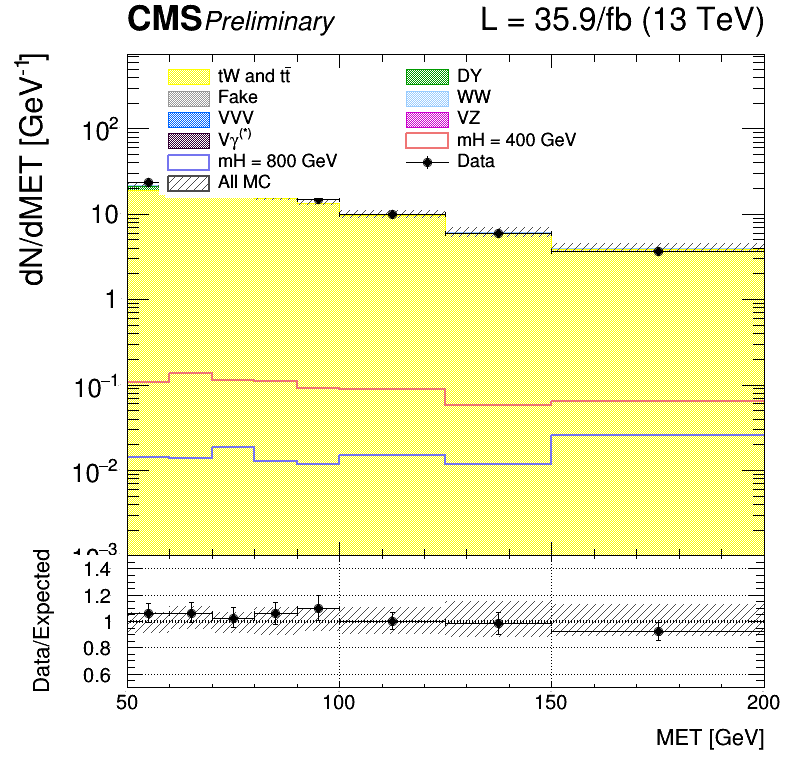 CMS Preliminary L = 35.9/fb (13 TeV)
dN/dMET [GeV⁻¹]
tW and tt̄ DY
Fake WW
VVV VZ
Vγ⁽*⁾ mH = 400 GeV
mH = 800 GeV Data
All MC
10²
10
1
10⁻¹
10⁻²
10⁻³
Data/Expected
1.4
1.2
1
0.8
0.6
50 100 150 200
MET [GeV]